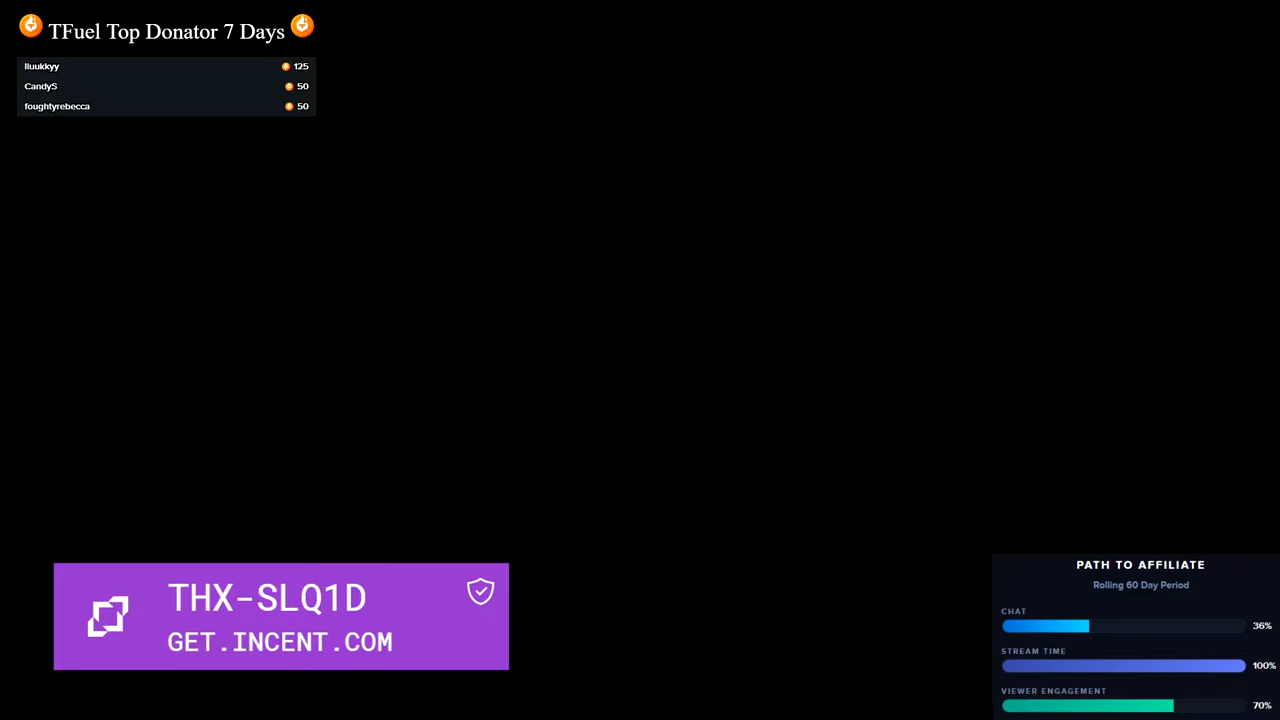 TFuel Top Donator 7 Days
lluukkyy 125
CandyS 50
foughtyrebecca 50
THX-SLQ1D
GET.INCENT.COM
PATH TO AFFILIATE
Rolling 60 Day Period
CHAT
36%
STREAM TIME
100%
VIEWER ENGAGEMENT
70%